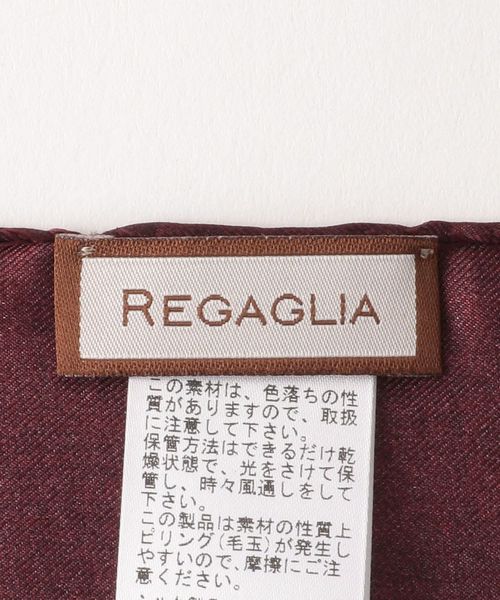 REGAGLIA
この素材は、色落ちの性
質がありますので、取扱
に注意して下さい。
保管方法はできるだけ乾
燥状態で、光をさけて保
管し、時々風通しをして
下さい。
この製品は素材の性質上
ピリング(毛玉)が発生し
やすいので、摩擦にご注
意ください。